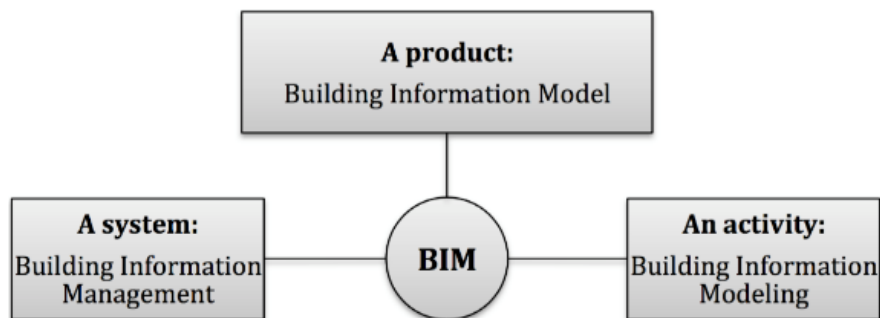 A product:
Building Information Model
A system:
Building Information
Management
BIM
An activity:
Building Information
Modeling